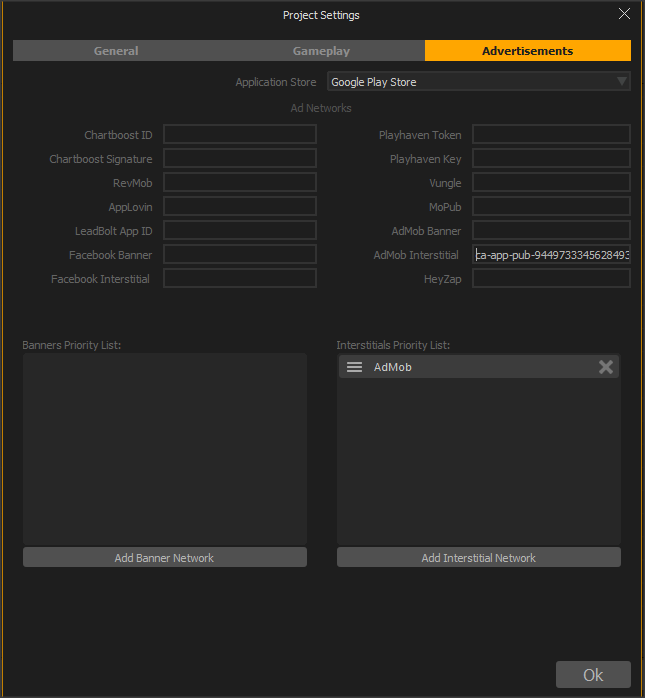 Project Settings
General Gameplay Advertisements
Application Store Google Play Store
Ad Networks
Chartboost ID Playhaven Token
Chartboost Signature Playhaven Key
RevMob Vungle
AppLovin MoPub
LeadBolt App ID AdMob Banner
Facebook Banner AdMob Interstitial ca-app-pub-9449733345628493
Facebook Interstitial HeyZap
Banners Priority List: Interstitials Priority List:
AdMob
Add Banner Network Add Interstitial Network
Ok